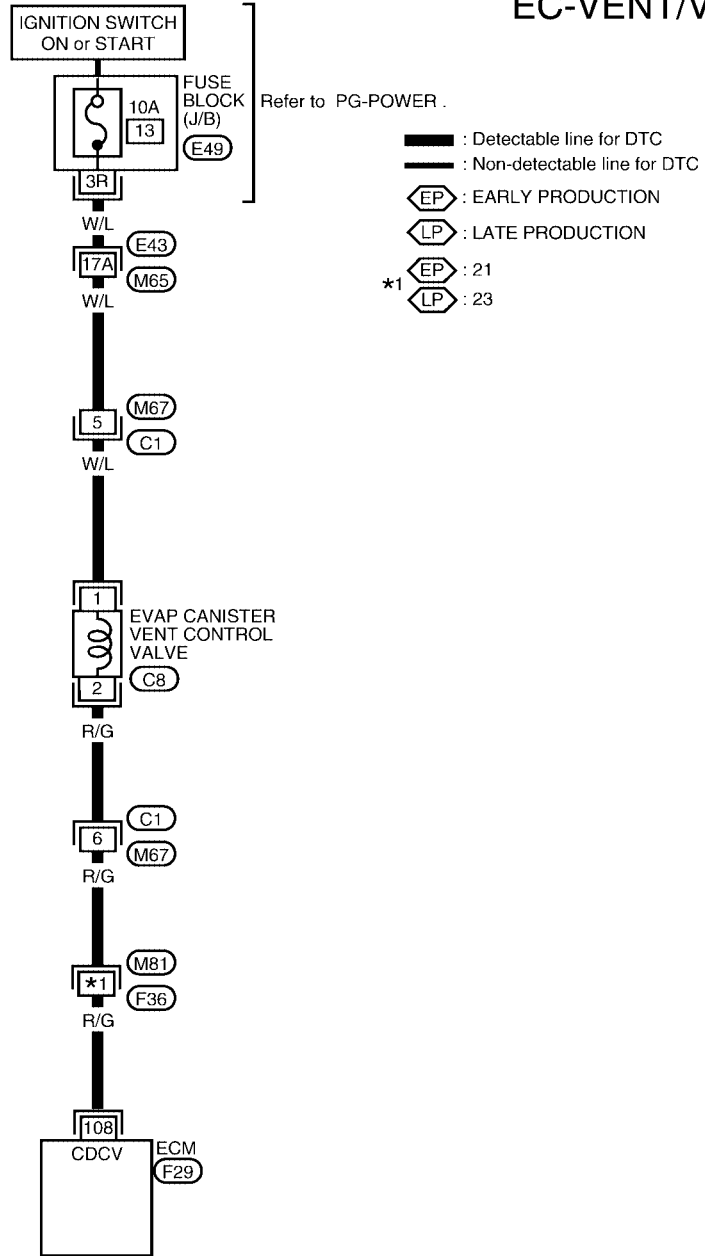 EC-VENT/V
IGNITION SWITCH
ON or START
FUSE
BLOCK
(J/B)
Refer to PG-POWER .
10A
13
E49
3R
: Detectable line for DTC
: Non-detectable line for DTC
EP : EARLY PRODUCTION
LP : LATE PRODUCTION
*1 EP : 21
LP : 23
W/L
E43
17A
M65
W/L
M67
5
C1
W/L
1
EVAP CANISTER
VENT CONTROL
VALVE
C8
2
R/G
C1
6
M67
R/G
M81
*1
F36
R/G
108
CDCV
ECM
F29